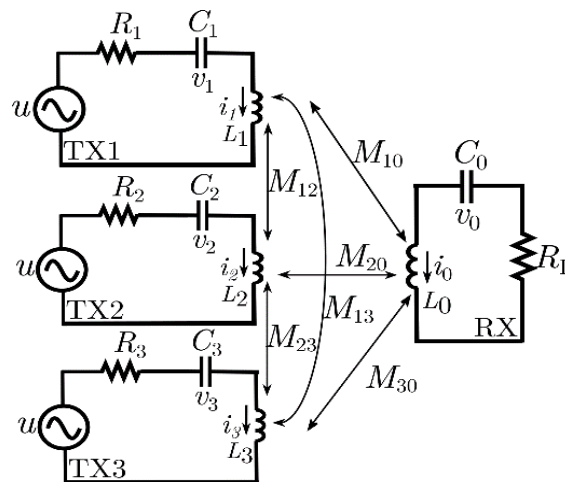 R₁
C₁
v₁
i₁
L₁
u
TX1
M₁₀
M₁₂
R₂
C₂
v₂
i₂
L₂
u
TX2
M₂₀
M₂₃
M₁₃
R₃
C₃
v₃
i₃
L₃
u
TX3
M₃₀
C₀
v₀
i₀
L₀
RX